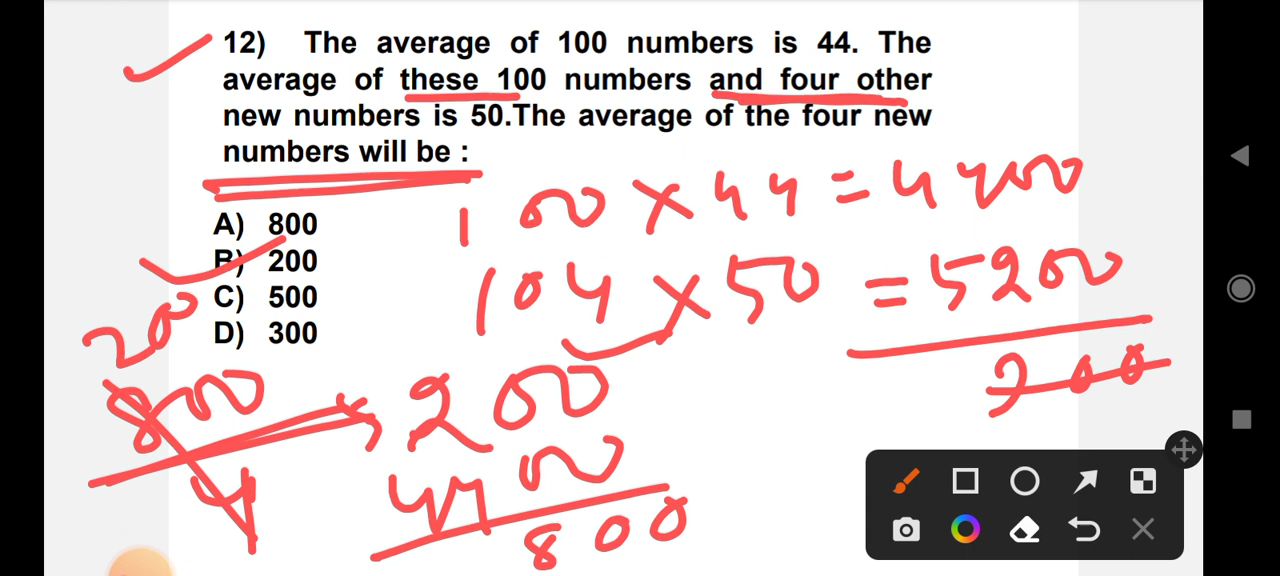 12) The average of 100 numbers is 44. The
average of these 100 numbers and four other
new numbers is 50.The average of the four new
numbers will be :
A) 800
B) 200
C) 500
D) 300
100 × 44 = 4400
104 × 50 = 5200
200
800
4
5200
4400
800